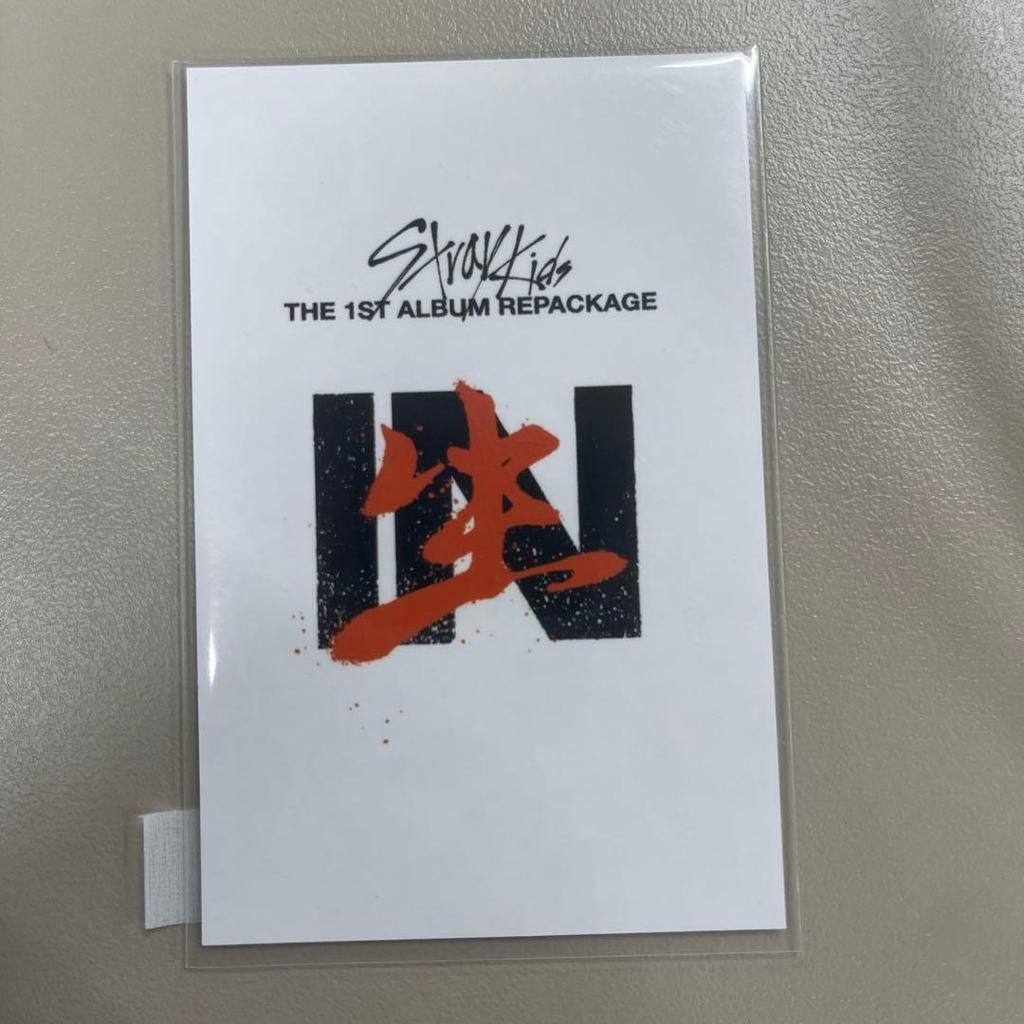 Stray Kids
THE 1ST ALBUM REPACKAGE
IN生